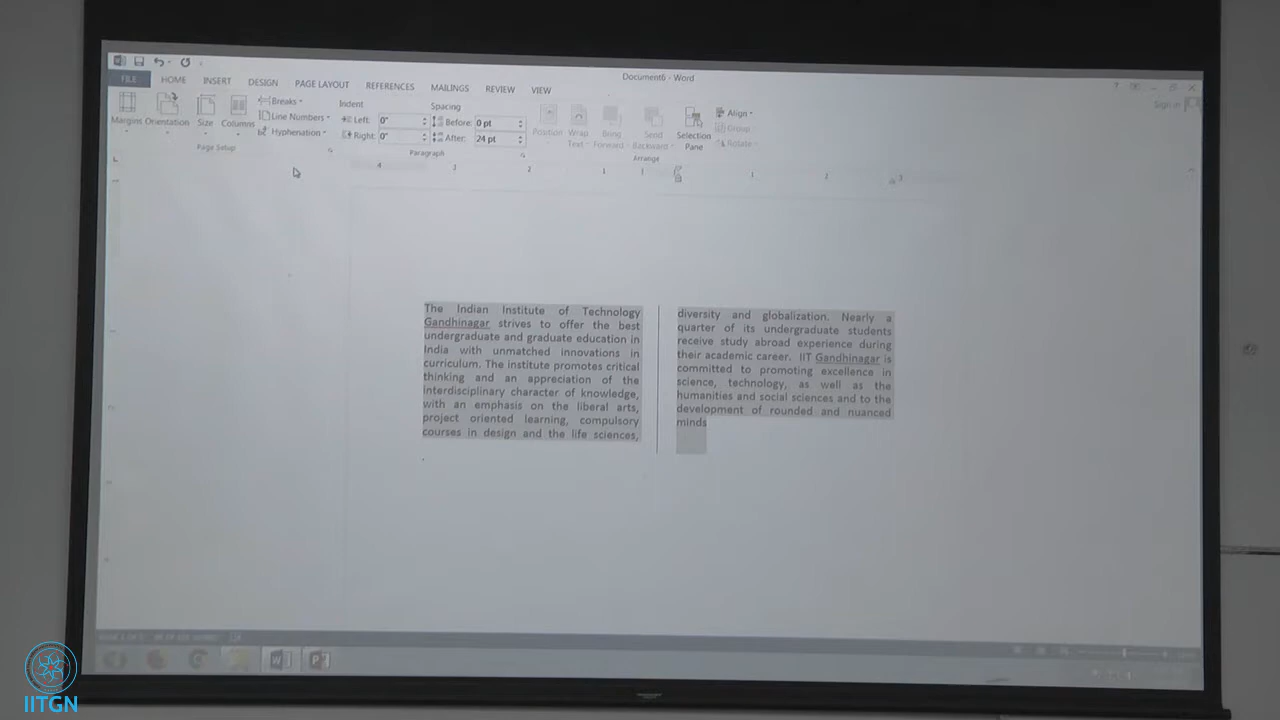 Document6 - Word
FILE HOME INSERT DESIGN PAGE LAYOUT REFERENCES MAILINGS REVIEW VIEW
Sign in
Margins Orientation Size Columns
Breaks
Line Numbers
Hyphenation
Page Setup
Indent
Left: 0"
Right: 0"
Spacing
Before: 0 pt
After: 24 pt
Paragraph
Position
Wrap Text
Bring Forward
Send Backward
Selection Pane
Align
Group
Rotate
Arrange
The Indian Institute of Technology
Gandhinagar strives to offer the best
undergraduate and graduate education in
India with unmatched innovations in
curriculum. The institute promotes critical
thinking and an appreciation of the
interdisciplinary character of knowledge,
with an emphasis on the liberal arts,
project oriented learning, compulsory
courses in design and the life sciences,
diversity and globalization. Nearly a
quarter of its undergraduate students
receive study abroad experience during
their academic career. IIT Gandhinagar is
committed to promoting excellence in
science, technology, as well as the
humanities and social sciences and to the
development of rounded and nuanced
minds
IITGN